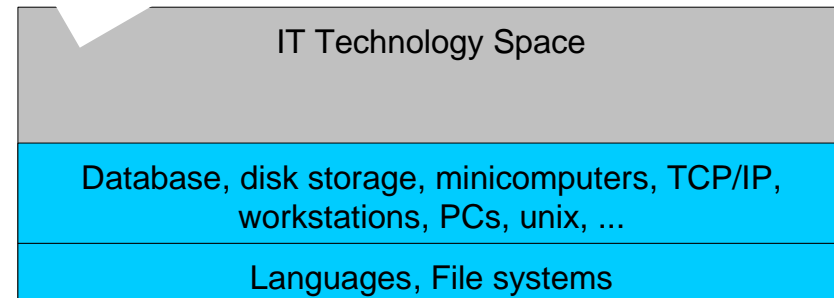 IT Technology Space
Database, disk storage, minicomputers, TCP/IP,
workstations, PCs, unix, ...
Languages, File systems